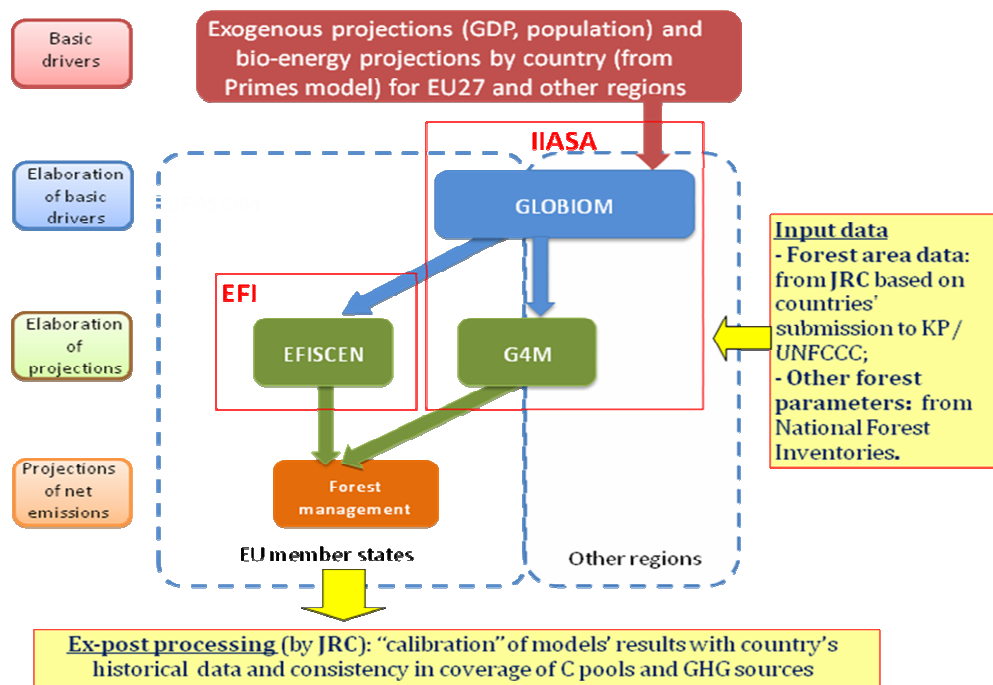 Basic
drivers
Exogenous projections (GDP, population) and
bio-energy projections by country (from
Primes model) for EU27 and other regions
IIASA
Elaboration
of basic
drivers
GLOBIOM
Input data
- Forest area data:
from JRC based on
countries'
submission to KP/
UNFCCC;
- Other forest
parameters: from
National Forest
Inventories.
EFI
Elaboration
of
projections
EFISCEN
G4M
Projections
of net
emissions
Forest
management
EU member states
Other regions
Ex-post processing (by JRC): “calibration” of models’ results with country’s
historical data and consistency in coverage of C pools and GHG sources